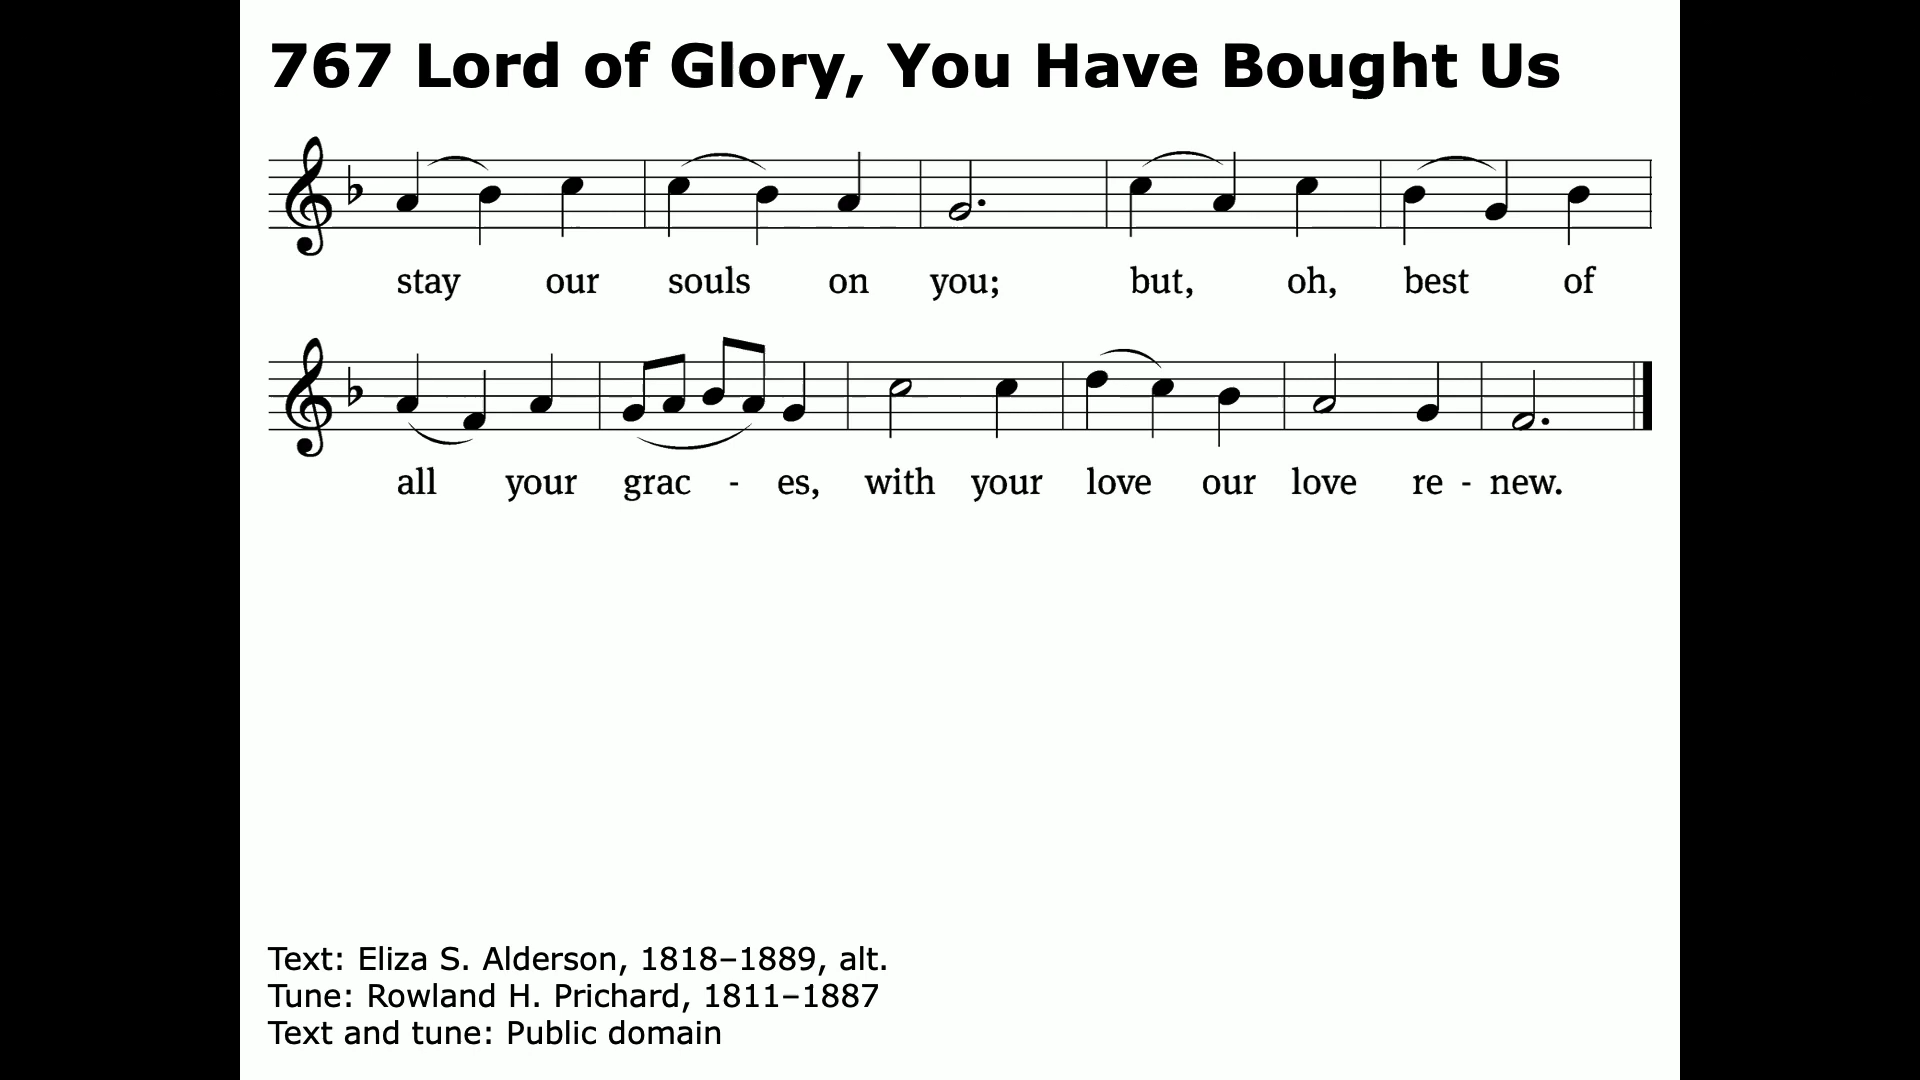 767 Lord of Glory, You Have Bought Us
stay our souls on you; but, oh, best of
all your grac - es, with your love our love re - new.
Text: Eliza S. Alderson, 1818–1889, alt.
Tune: Rowland H. Prichard, 1811–1887
Text and tune: Public domain